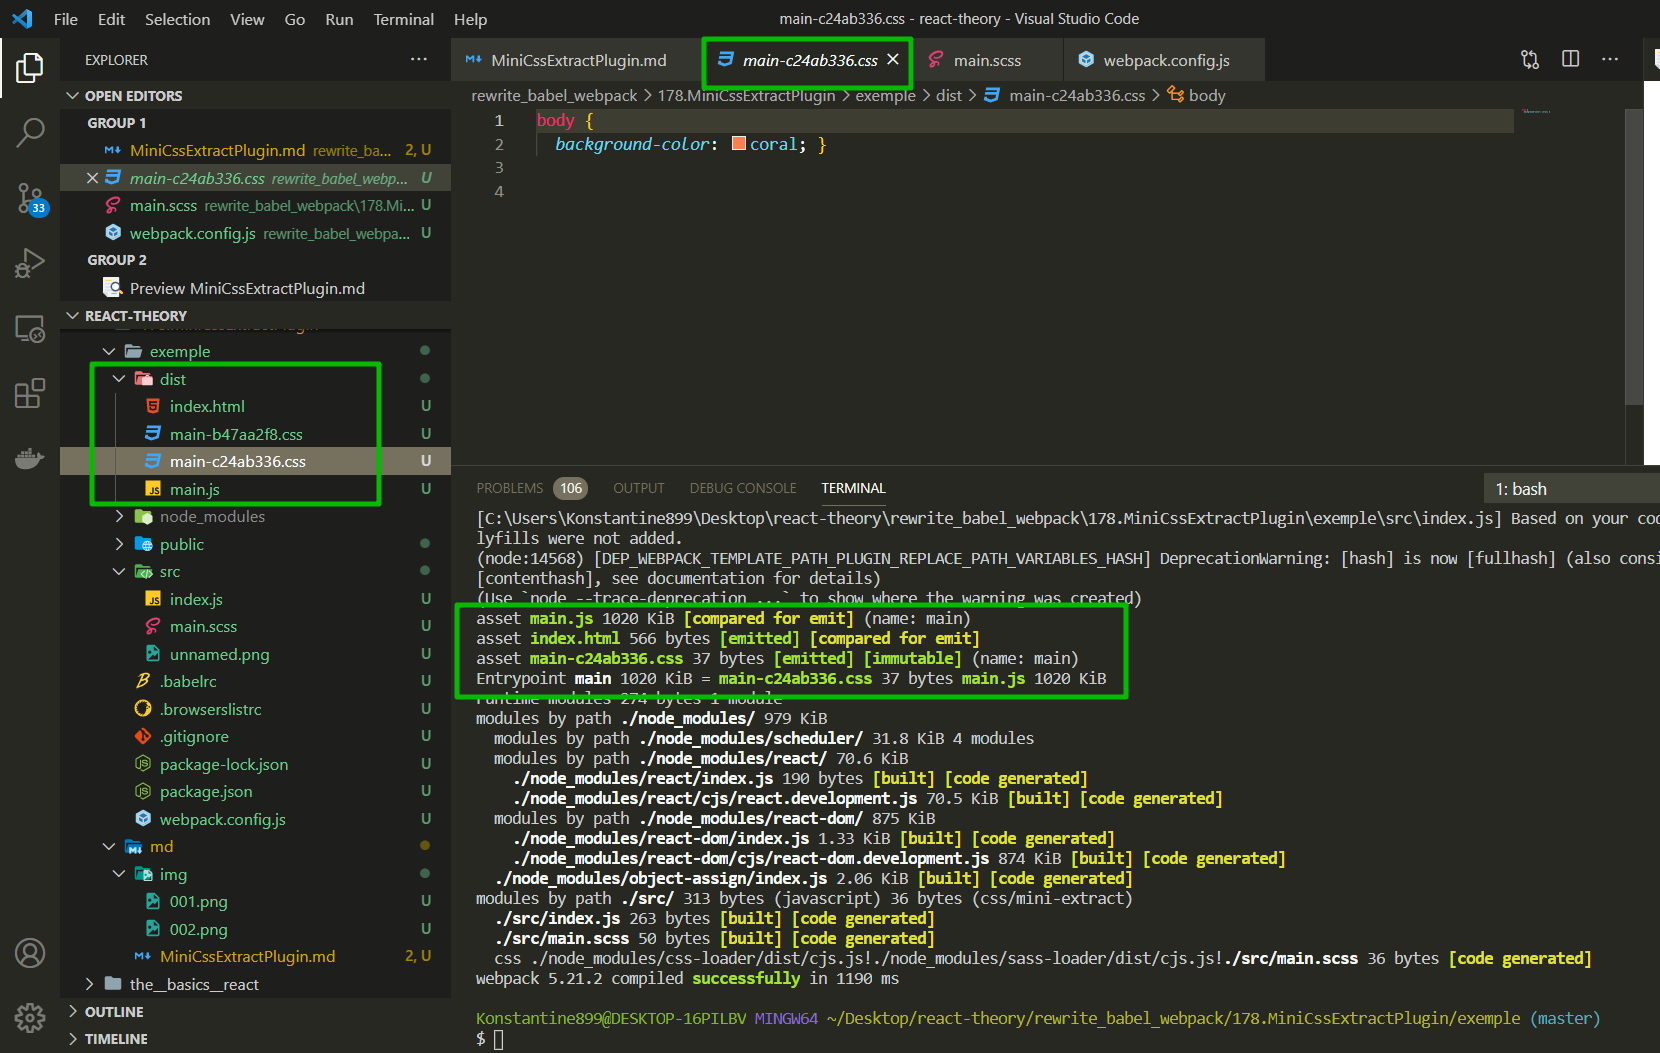 File Edit Selection View Go Run Terminal Help
main-c24ab336.css - react-theory - Visual Studio Code
EXPLORER
OPEN EDITORS
GROUP 1
MiniCssExtractPlugin.md rewrite_ba... 2, U
main-c24ab336.css rewrite_babel_webp... U
main.scss rewrite_babel_webpack\178.Mi... U
webpack.config.js rewrite_babel_webpa... U
GROUP 2
Preview MiniCssExtractPlugin.md
REACT-THEORY
exemple
dist
index.html U
main-b47aa2f8.css U
main-c24ab336.css U
main.js U
node_modules
public
src
index.js U
main.scss U
unnamed.png U
.babelrc U
.browserslistrc U
.gitignore U
package-lock.json U
package.json U
webpack.config.js U
md
img
001.png U
002.png U
MiniCssExtractPlugin.md 2, U
the__basics__react
OUTLINE
TIMELINE
33
MiniCssExtractPlugin.md main-c24ab336.css main.scss webpack.config.js
rewrite_babel_webpack > 178.MiniCssExtractPlugin > exemple > dist > main-c24ab336.css > body
1 body {
2 background-color: coral; }
3
4
PROBLEMS 106 OUTPUT DEBUG CONSOLE TERMINAL 1: bash
[C:\Users\Konstantine899\Desktop\react-theory\rewrite_babel_webpack\178.MiniCssExtractPlugin\exemple\src\index.js] Based on your co
lyfills were not added.
(node:14568) [DEP_WEBPACK_TEMPLATE_PATH_PLUGIN_REPLACE_PATH_VARIABLES_HASH] DeprecationWarning: [hash] is now [fullhash] (also consi
[contenthash], see documentation for details)
(Use `node --trace-deprecation ...` to show where the warning was created)
asset main.js 1020 KiB [compared for emit] (name: main)
asset index.html 566 bytes [emitted] [compared for emit]
asset main-c24ab336.css 37 bytes [emitted] [immutable] (name: main)
Entrypoint main 1020 KiB = main-c24ab336.css 37 bytes main.js 1020 KiB
runtime modules 274 bytes 1 module
modules by path ./node_modules/ 979 KiB
modules by path ./node_modules/scheduler/ 31.8 KiB 4 modules
modules by path ./node_modules/react/ 70.6 KiB
./node_modules/react/index.js 190 bytes [built] [code generated]
./node_modules/react/cjs/react.development.js 70.5 KiB [built] [code generated]
modules by path ./node_modules/react-dom/ 875 KiB
./node_modules/react-dom/index.js 1.33 KiB [built] [code generated]
./node_modules/react-dom/cjs/react-dom.development.js 874 KiB [built] [code generated]
./node_modules/object-assign/index.js 2.06 KiB [built] [code generated]
modules by path ./src/ 313 bytes (javascript) 36 bytes (css/mini-extract)
./src/index.js 263 bytes [built] [code generated]
./src/main.scss 50 bytes [built] [code generated]
css ./node_modules/css-loader/dist/cjs.js!./node_modules/sass-loader/dist/cjs.js!./src/main.scss 36 bytes [code generated]
webpack 5.21.2 compiled successfully in 1190 ms
Konstantine899@DESKTOP-16PILBV MINGW64 ~/Desktop/react-theory/rewrite_babel_webpack/178.MiniCssExtractPlugin/exemple (master)
$